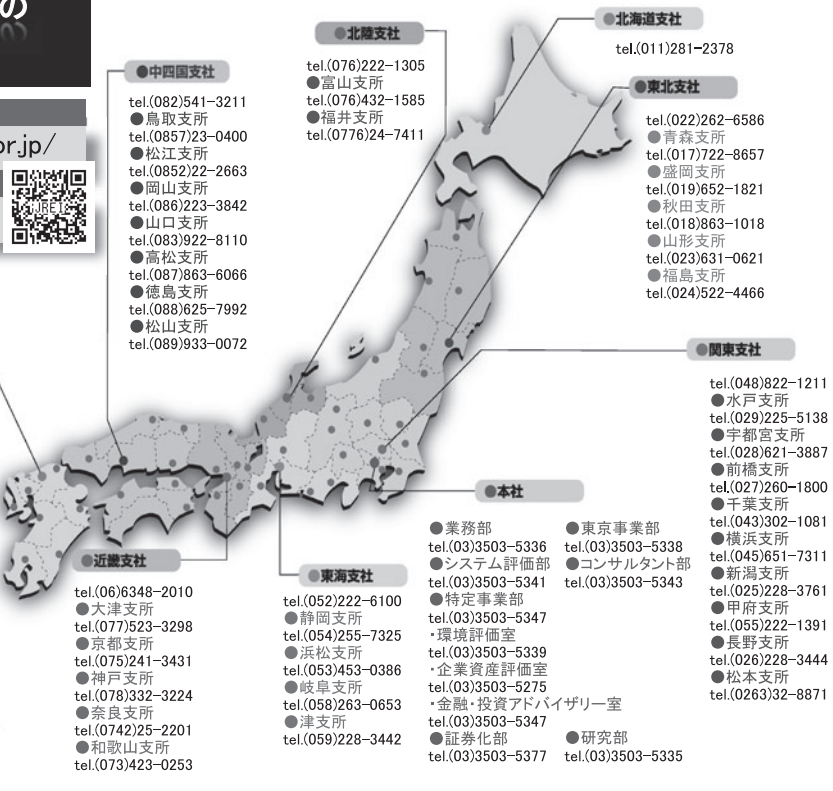 の
or.jp/
JREI
●中四国支社
tel.(082)541-3211
●鳥取支所
tel.(0857)23-0400
●松江支所
tel.(0852)22-2663
●岡山支所
tel.(086)223-3842
●山口支所
tel.(083)922-8110
●高松支所
tel.(087)863-6066
●徳島支所
tel.(088)625-7992
●松山支所
tel.(089)933-0072
●北陸支社
tel.(076)222-1305
●富山支所
tel.(076)432-1585
●福井支所
tel.(0776)24-7411
●北海道支社
tel.(011)281-2378
●東北支社
tel.(022)262-6586
●青森支所
tel.(017)722-8657
●盛岡支所
tel.(019)652-1821
●秋田支所
tel.(018)863-1018
●山形支所
tel.(023)631-0621
●福島支所
tel.(024)522-4466
●関東支社
tel.(048)822-1211
●水戸支所
tel.(029)225-5138
●宇都宮支所
tel.(028)621-3887
●前橋支所
tel.(027)260-1800
●千葉支所
tel.(043)302-1081
●横浜支所
tel.(045)651-7311
●新潟支所
tel.(025)228-3761
●甲府支所
tel.(055)222-1391
●長野支所
tel.(026)228-3444
●松本支所
tel.(0263)32-8871
●近畿支社
tel.(06)6348-2010
●大津支所
tel.(077)523-3298
●京都支所
tel.(075)241-3431
●神戸支所
tel.(078)332-3224
●奈良支所
tel.(0742)25-2201
●和歌山支所
tel.(073)423-0253
●東海支社
tel.(052)222-6100
●静岡支所
tel.(054)255-7325
●浜松支所
tel.(053)453-0386
●岐阜支所
tel.(058)263-0653
●津支所
tel.(059)228-3442
●本社
●業務部 ●東京事業部
tel.(03)3503-5336 tel.(03)3503-5338
●システム評価部 ●コンサルタント部
tel.(03)3503-5341 tel.(03)3503-5343
●特定事業部
tel.(03)3503-5347
・環境評価室
tel.(03)3503-5339
・企業資産評価室
tel.(03)3503-5275
・金融・投資アドバイザリー室
tel.(03)3503-5347
●証券化部 ●研究部
tel.(03)3503-5377 tel.(03)3503-5335